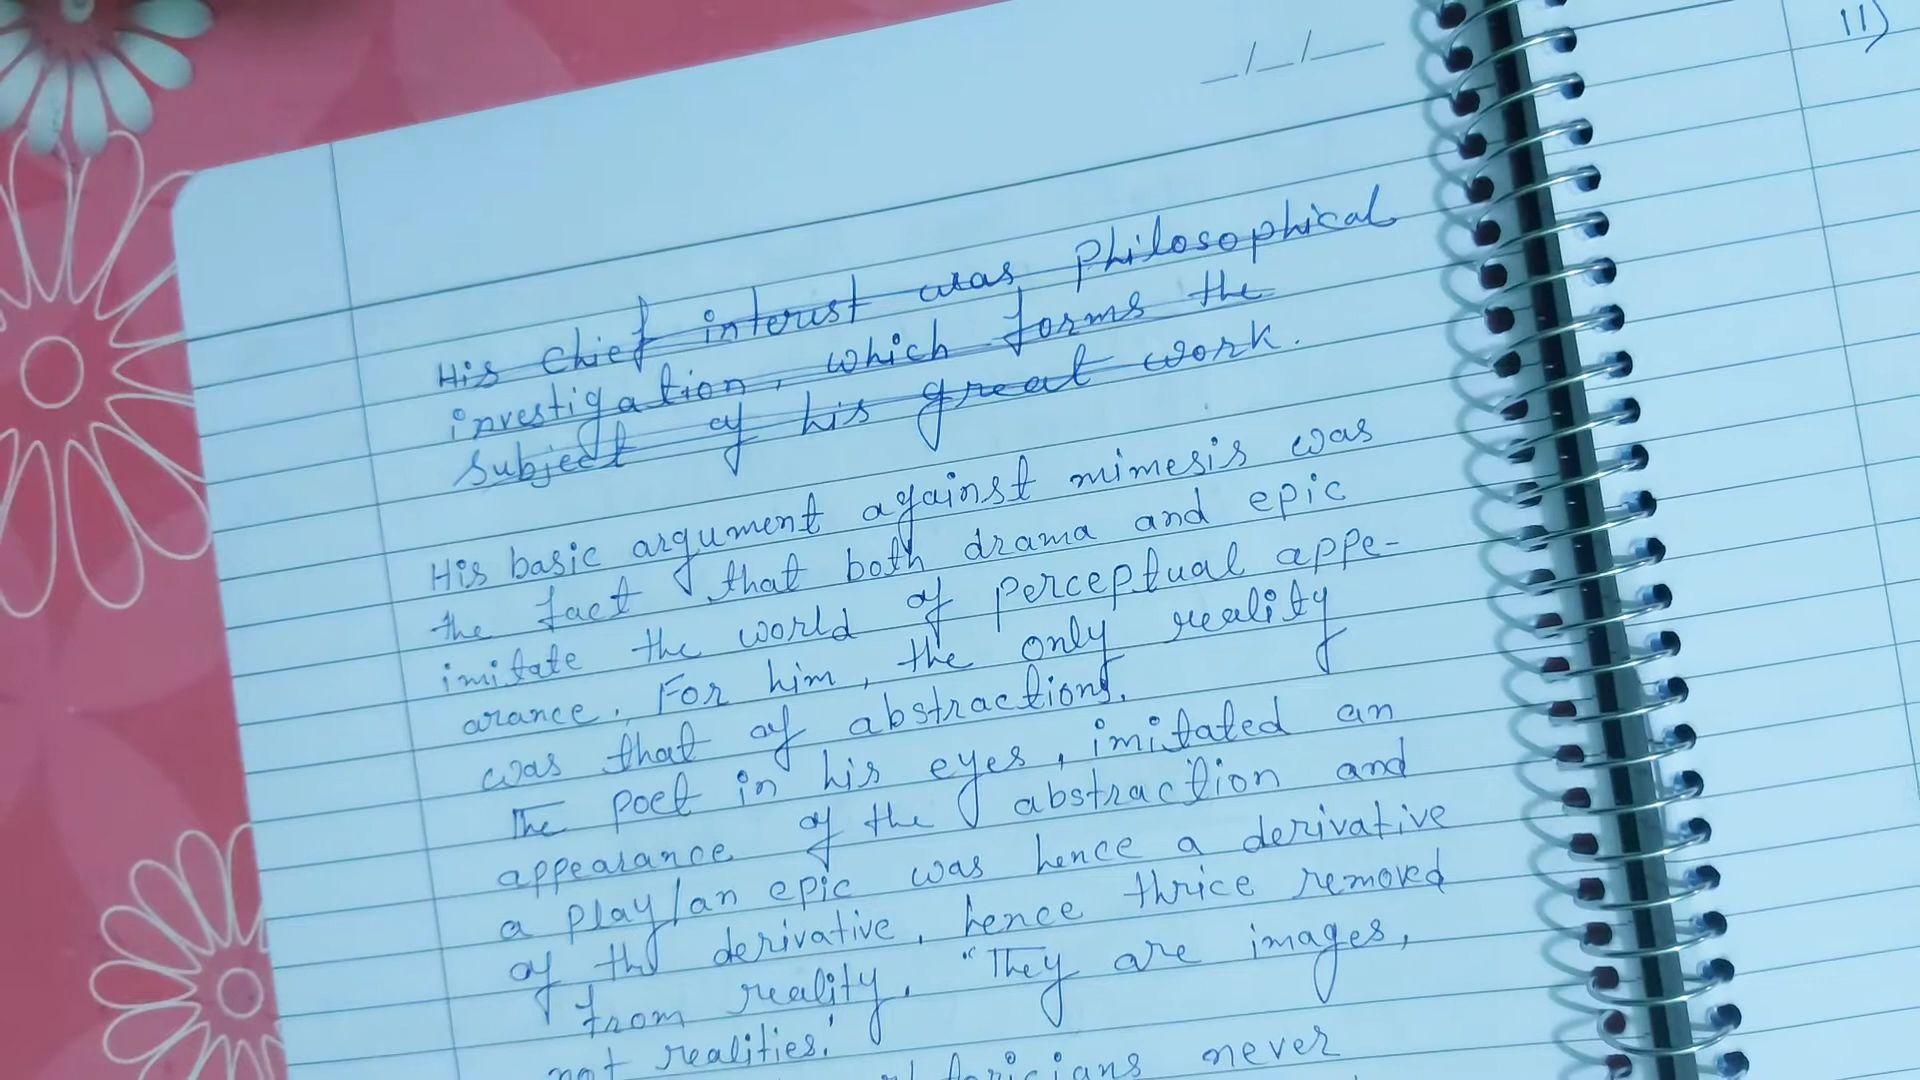 _/_/_
11)
His chief interest was philosophical
investigation, which forms the
subject of his great work.
His basic argument against mimesis was
the fact that both drama and epic
imitate the world of perceptual appe-
arance. For him, the only reality
was that of abstractions.
The poet in his eyes, imitated an
appearance of the abstraction and
a play/an epic was hence a derivative
of the derivative, hence thrice removed
from reality. "They are images,
not realities.'
never